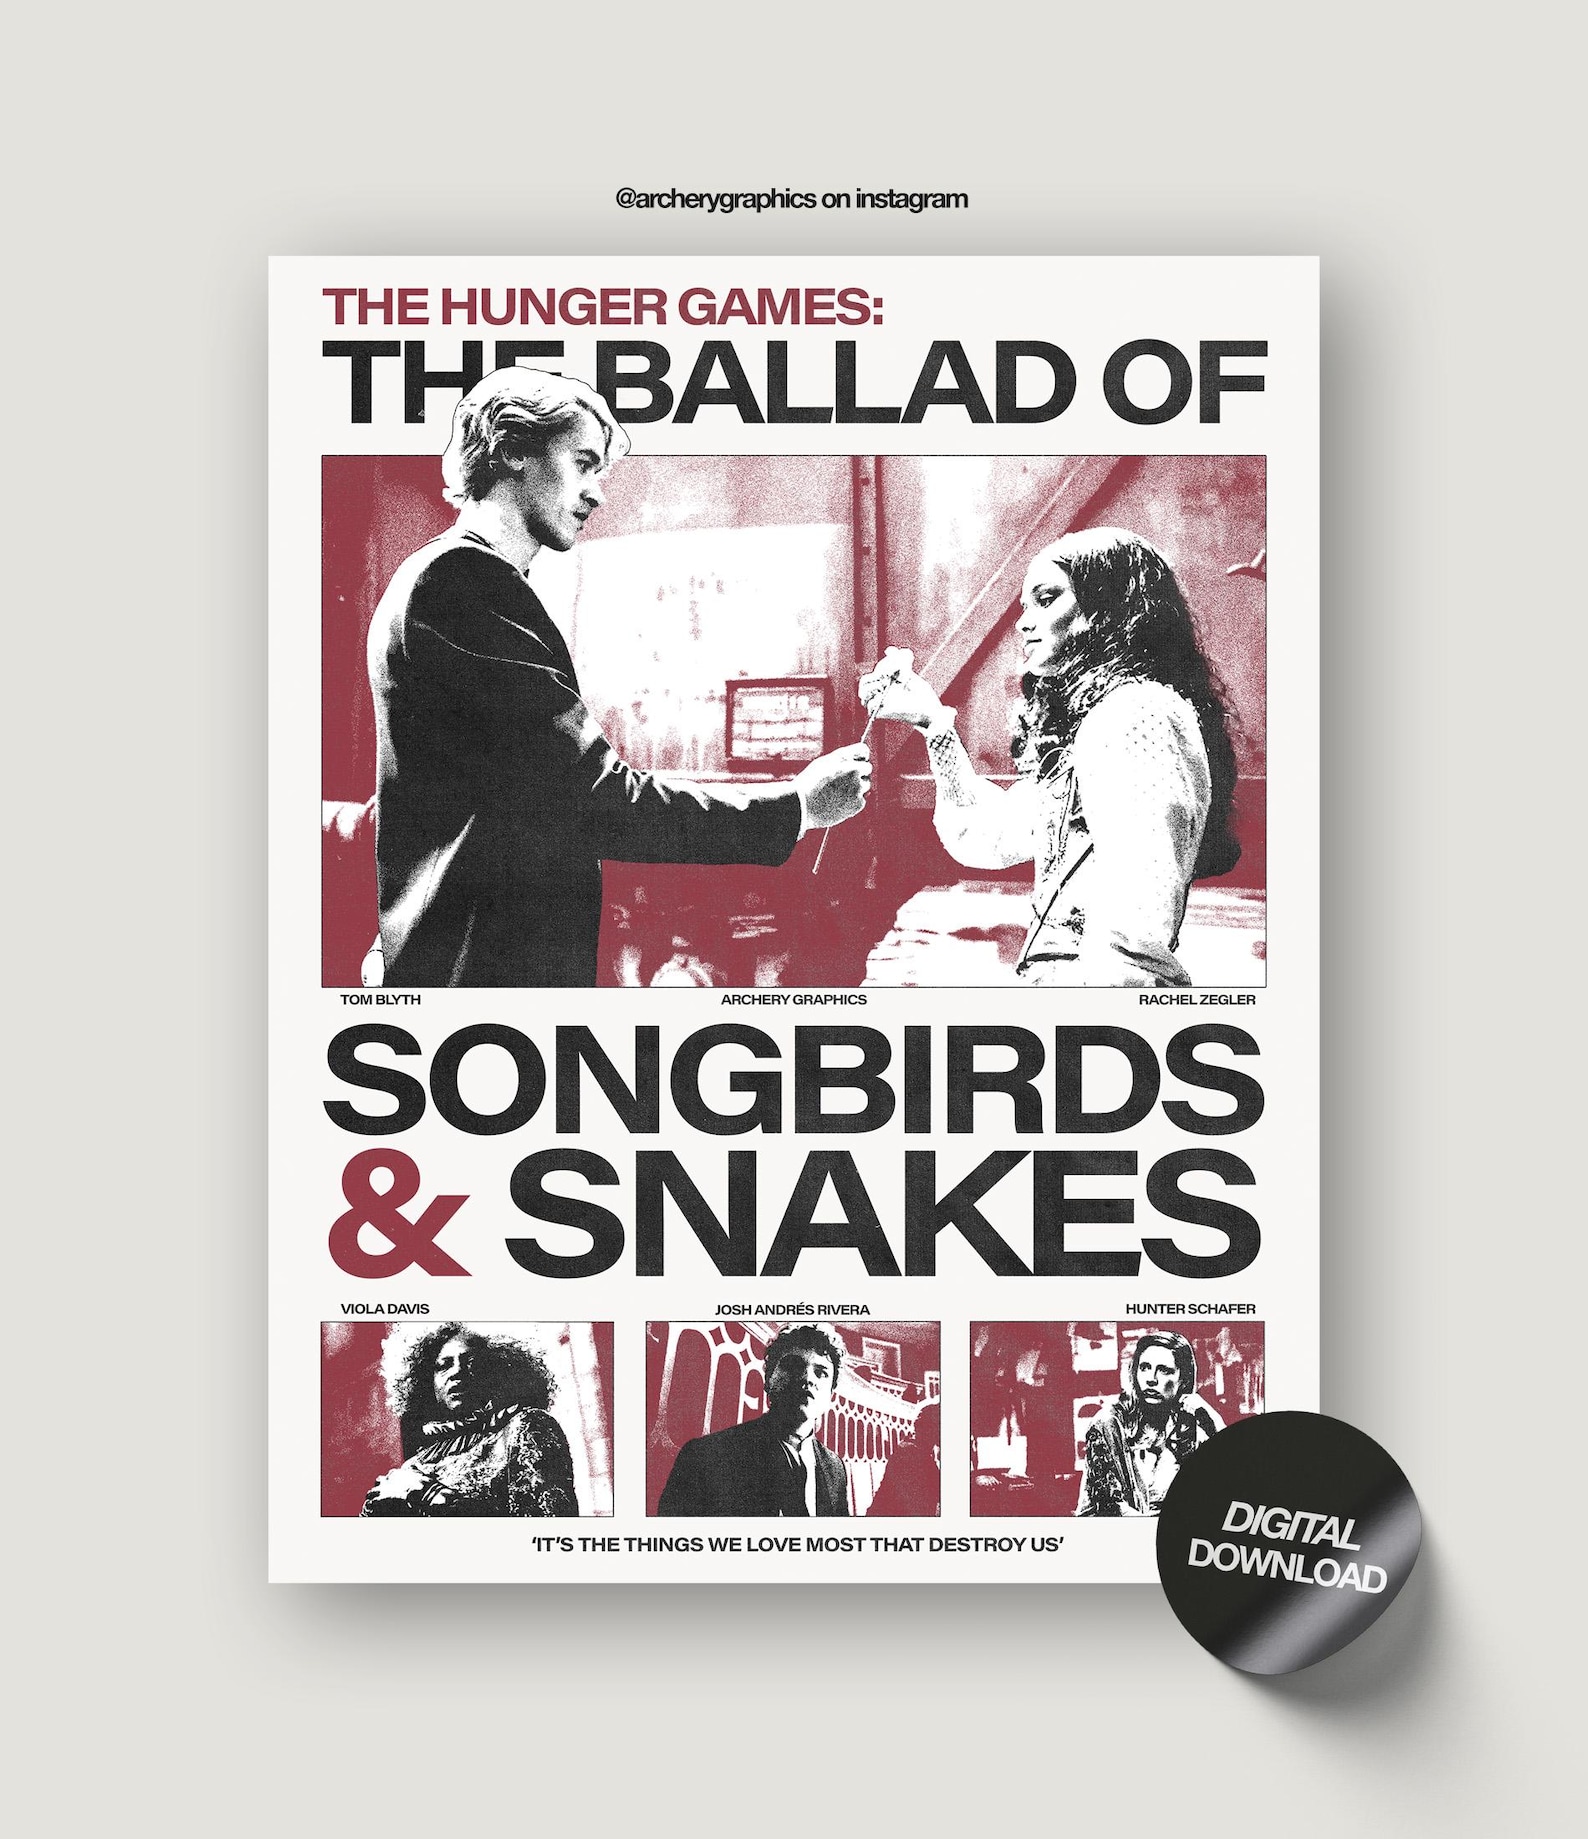 @archerygraphics on instagram
THE HUNGER GAMES:
THE BALLAD OF
TOM BLYTH
ARCHERY GRAPHICS
RACHEL ZEGLER
SONGBIRDS
& SNAKES
VIOLA DAVIS
JOSH ANDRÉS RIVERA
HUNTER SCHAFER
‘IT’S THE THINGS WE LOVE MOST THAT DESTROY US’
DIGITAL
DOWNLOAD